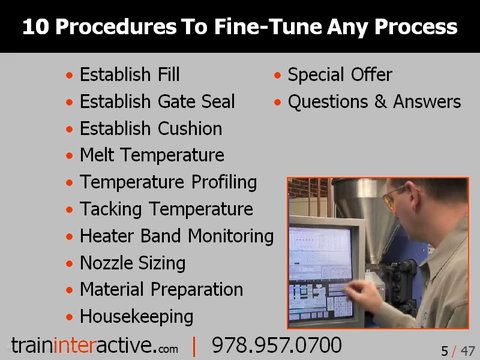 10 Procedures To Fine-Tune Any Process
• Establish Fill
• Establish Gate Seal
• Establish Cushion
• Melt Temperature
• Temperature Profiling
• Tacking Temperature
• Heater Band Monitoring
• Nozzle Sizing
• Material Preparation
• Housekeeping
• Special Offer
• Questions & Answers
traininteractive.com | 978.957.0700
5 / 47